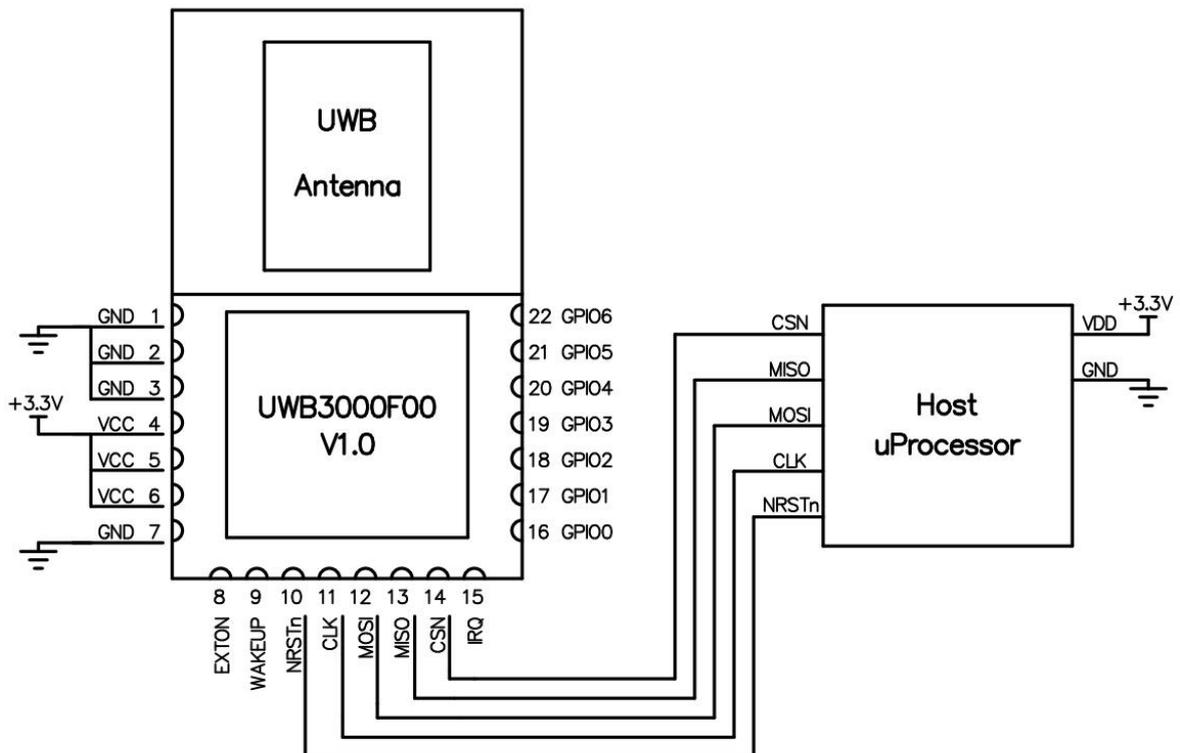 UWB
Antenna
GND 1
GND 2
GND 3
+3.3V
VCC 4
VCC 5
VCC 6
GND 7
UWB3000F00
V1.0
22 GPIO6
21 GPIO5
20 GPIO4
19 GPIO3
18 GPIO2
17 GPIO1
16 GPIO0
8 9 10 11 12 13 14 15
EXTON
WAKEUP
NRSTn
CLK
MOSI
MISO
CSN
IRQ
CSN
MISO
MOSI
CLK
NRSTn
Host
uProcessor
+3.3V
VDD
GND